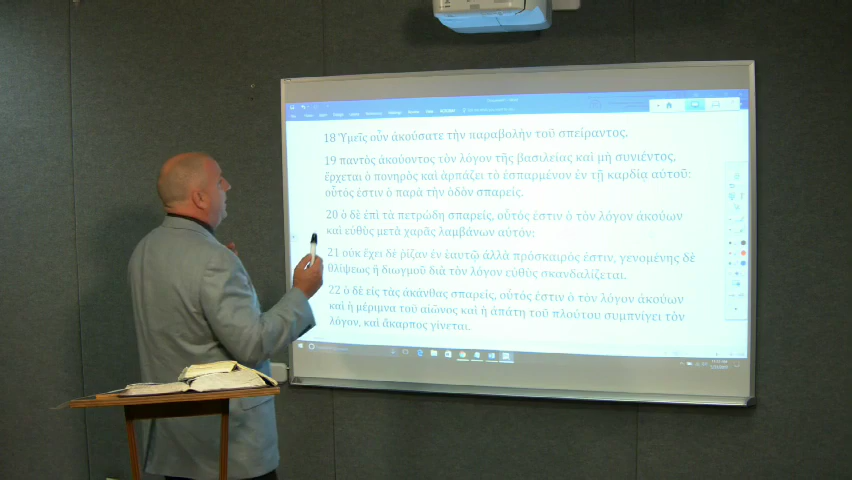 18 Ὑμεῖς οὖν ἀκούσατε τὴν παραβολὴν τοῦ σπείραντος.
19 παντὸς ἀκούοντος τὸν λόγον τῆς βασιλείας καὶ μὴ συνιέντος,
ἔρχεται ὁ πονηρὸς καὶ ἁρπάζει τὸ ἐσπαρμένον ἐν τῇ καρδίᾳ αὐτοῦ·
οὗτός ἐστιν ὁ παρὰ τὴν ὁδὸν σπαρείς.
20 ὁ δὲ ἐπὶ τὰ πετρώδη σπαρείς, οὗτός ἐστιν ὁ τὸν λόγον ἀκούων
καὶ εὐθὺς μετὰ χαρᾶς λαμβάνων αὐτόν;
21 οὐκ ἔχει δὲ ῥίζαν ἐν ἑαυτῷ ἀλλὰ πρόσκαιρός ἐστιν, γενομένης δὲ
θλίψεως ἢ διωγμοῦ διὰ τὸν λόγον εὐθὺς σκανδαλίζεται.
22 ὁ δὲ εἰς τὰς ἀκάνθας σπαρείς, οὗτός ἐστιν ὁ τὸν λόγον ἀκούων
καὶ ἡ μέριμνα τοῦ αἰῶνος καὶ ἡ ἀπάτη τοῦ πλούτου συμπνίγει τὸν
λόγον, καὶ ἄκαρπος γίνεται.